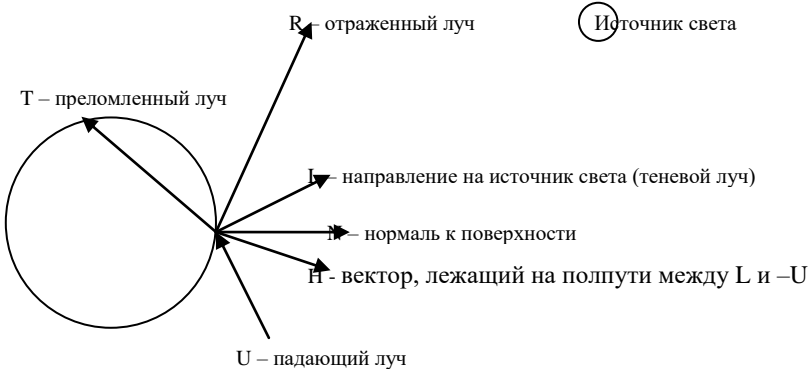 R – отраженный луч
Источник света
T – преломленный луч
L – направление на источник света (теневой луч)
N – нормаль к поверхности
H - вектор, лежащий на полпути между L и –U
U – падающий луч